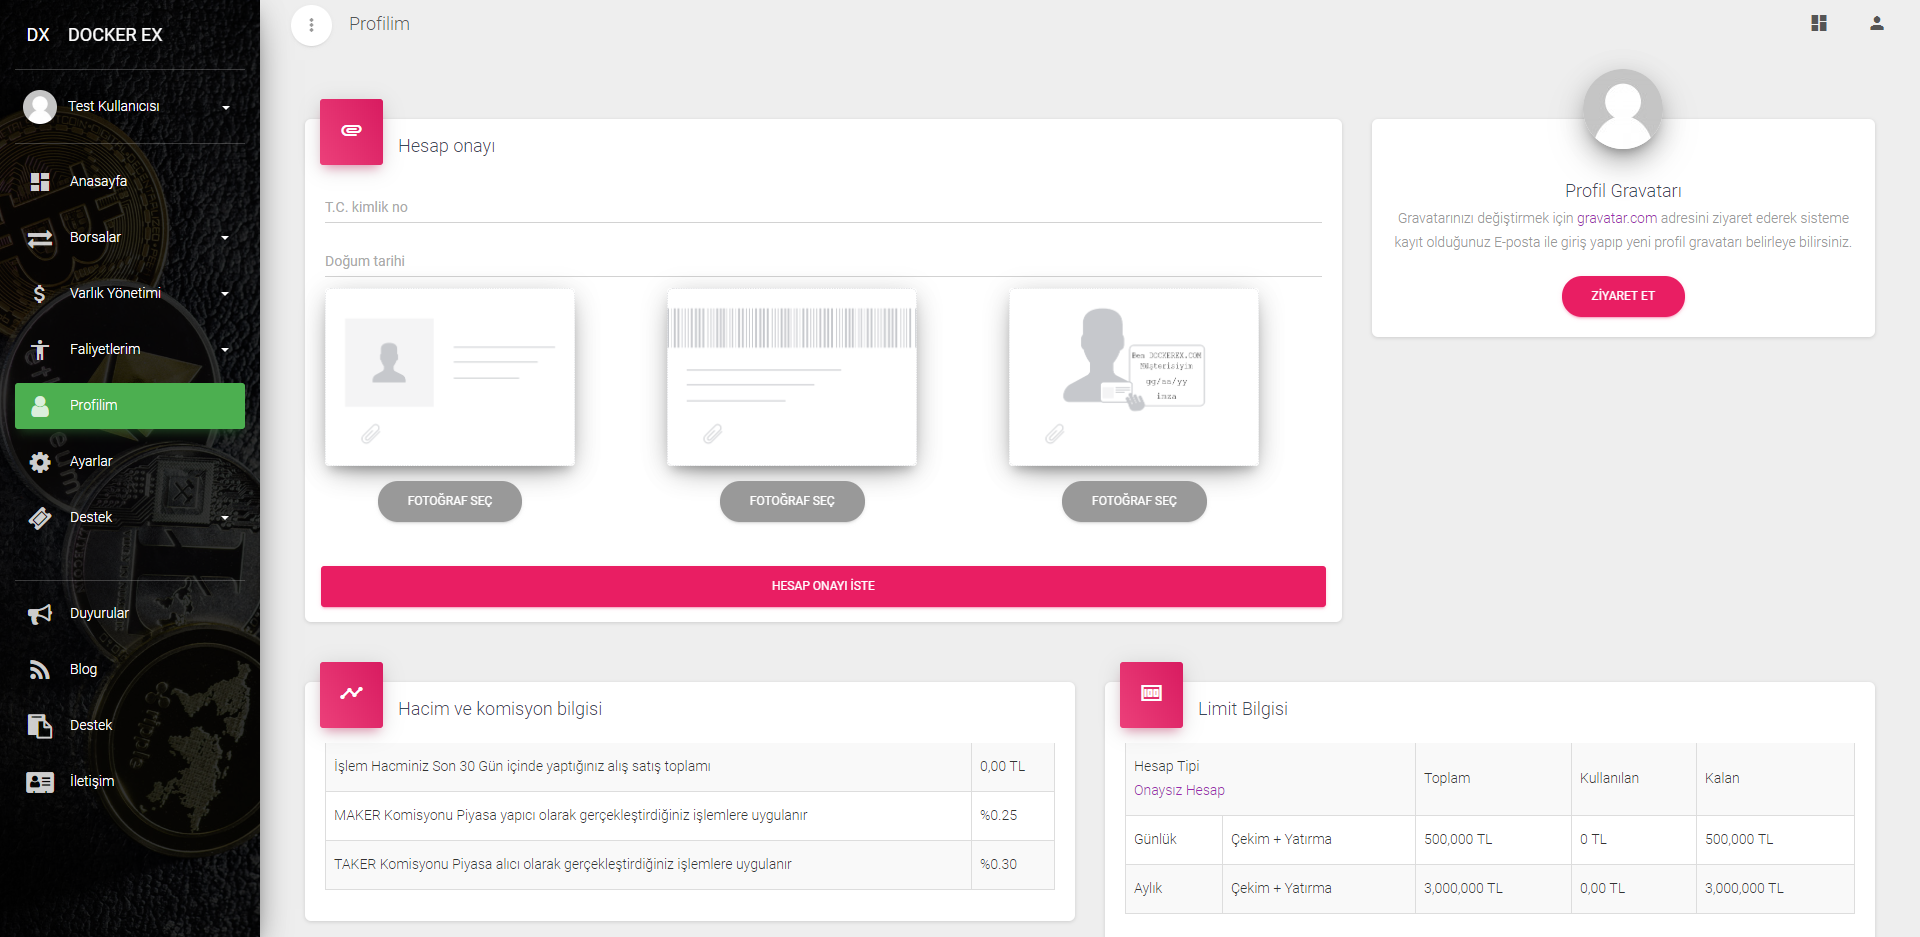 DX DOCKER EX
Test Kullanıcısı
Anasayfa
Borsalar
Varlık Yönetimi
Faliyetlerim
Profilim
Ayarlar
Destek
Duyurular
Blog
Destek
İletişim
Profilim
Hesap onayı
T.C. kimlik no
Doğum tarihi
Ben DOCKEREX.COM
Müşterisiyim
gg/aa/yy
imza
FOTOĞRAF SEÇ
FOTOĞRAF SEÇ
FOTOĞRAF SEÇ
HESAP ONAYI İSTE
Profil Gravatarı
Gravatarınızı değiştirmek için gravatar.com adresini ziyaret ederek sisteme
kayıt olduğunuz E-posta ile giriş yapıp yeni profil gravatarı belirleye bilirsiniz.
ZİYARET ET
Hacim ve komisyon bilgisi
İşlem Hacminiz Son 30 Gün içinde yaptığınız alış satış toplamı 0,00 TL
MAKER Komisyonu Piyasa yapıcı olarak gerçekleştirdiğiniz işlemlere uygulanır %0.25
TAKER Komisyonu Piyasa alıcı olarak gerçekleştirdiğiniz işlemlere uygulanır %0.30
Limit Bilgisi
Hesap Tipi
Onaysız Hesap
Toplam Kullanılan Kalan
Günlük Çekim + Yatırma 500,000 TL 0 TL 500,000 TL
Aylık Çekim + Yatırma 3,000,000 TL 0,00 TL 3,000,000 TL